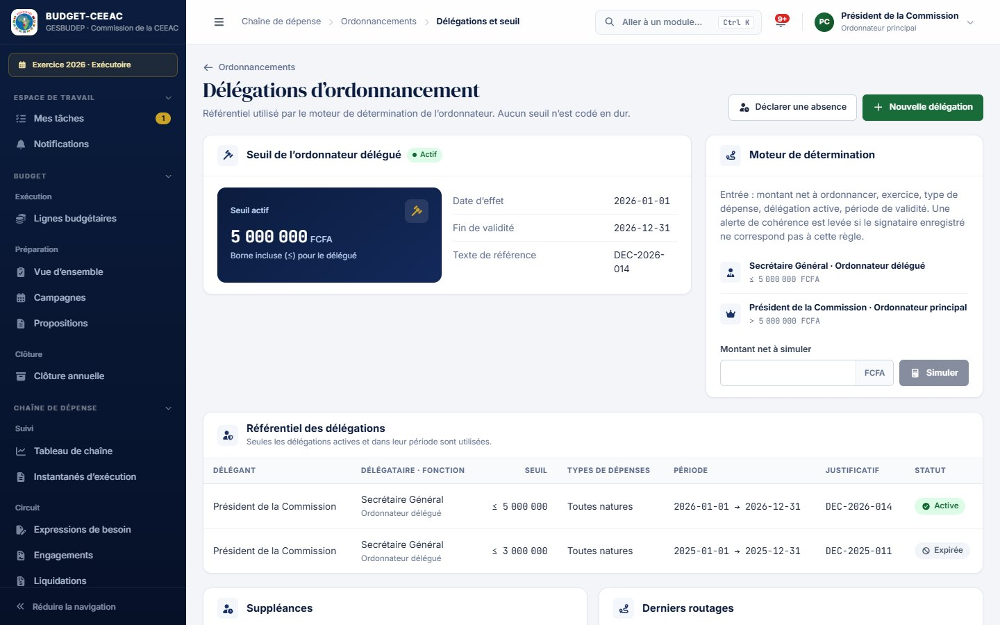 BUDGET-CEEAC
GESBUDEP · Commission de la CEEAC
Exercice 2026 · Exécutoire
ESPACE DE TRAVAIL
Mes tâches
1
Notifications
BUDGET
Exécution
Lignes budgétaires
Préparation
Vue d’ensemble
Campagnes
Propositions
Clôture
Clôture annuelle
CHAÎNE DE DÉPENSE
Suivi
Tableau de chaîne
Instantanés d’exécution
Circuit
Expressions de besoin
Engagements
Liquidations
Réduire la navigation
Chaîne de dépense
Ordonnancements
Délégations et seuil
Aller à un module...
Ctrl K
9+
PC
Président de la Commission
Ordonnateur principal
Ordonnancements
Délégations d’ordonnancement
Référentiel utilisé par le moteur de détermination de l’ordonnateur. Aucun seuil n’est codé en dur.
Déclarer une absence
Nouvelle délégation
Seuil de l’ordonnateur délégué
Actif
Seuil actif
5 000 000 FCFA
Borne incluse (≤) pour le délégué
Date d’effet
2026-01-01
Fin de validité
2026-12-31
Texte de référence
DEC-2026-
014
Moteur de détermination
Entrée : montant net à ordonnancer, exercice, type de
dépense, délégation active, période de validité. Une
alerte de cohérence est levée si le signataire enregistré
ne correspond pas à cette règle.
Secrétaire Général · Ordonnateur délégué
≤ 5 000 000 FCFA
Président de la Commission · Ordonnateur principal
> 5 000 000 FCFA
Montant net à simuler
FCFA
Simuler
Référentiel des délégations
Seules les délégations actives et dans leur période sont utilisées.
DÉLÉGANT DÉLÉGATAIRE · FONCTION SEUIL TYPES DE DÉPENSES PÉRIODE JUSTIFICATIF STATUT
Président de la Commission Secrétaire Général ≤ 5 000 000 Toutes natures 2026-01-01 → 2026-12-31 DEC-2026-014 Active
Ordonnateur délégué
Président de la Commission Secrétaire Général ≤ 3 000 000 Toutes natures 2025-01-01 → 2025-12-31 DEC-2025-011 Expirée
Ordonnateur délégué
Suppléances
Derniers routages